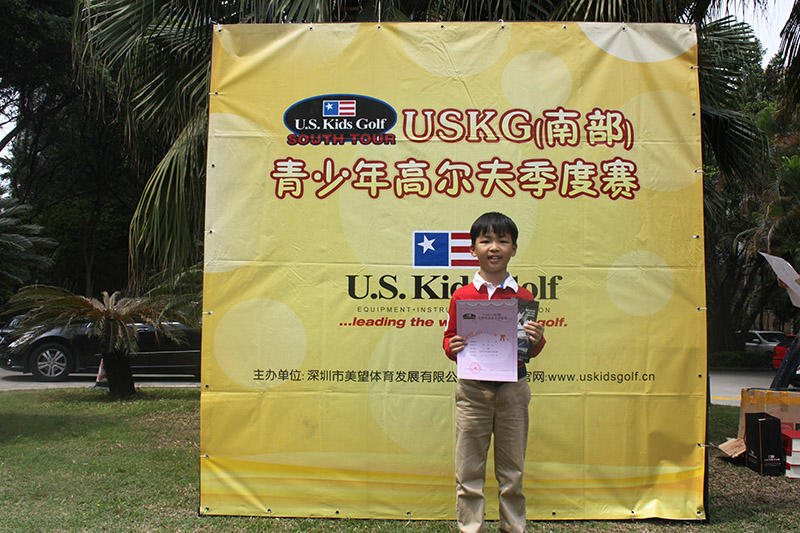 U.S. Kids Golf
SOUTH TOUR
USKG(南部)
青少年高尔夫季度赛
U.S. Kids Golf
EQUIPMENT·INSTRU
...leading the golf.
主办单位: 深圳市美望体育发展有限公 官网:www.uskidsgolf.cn